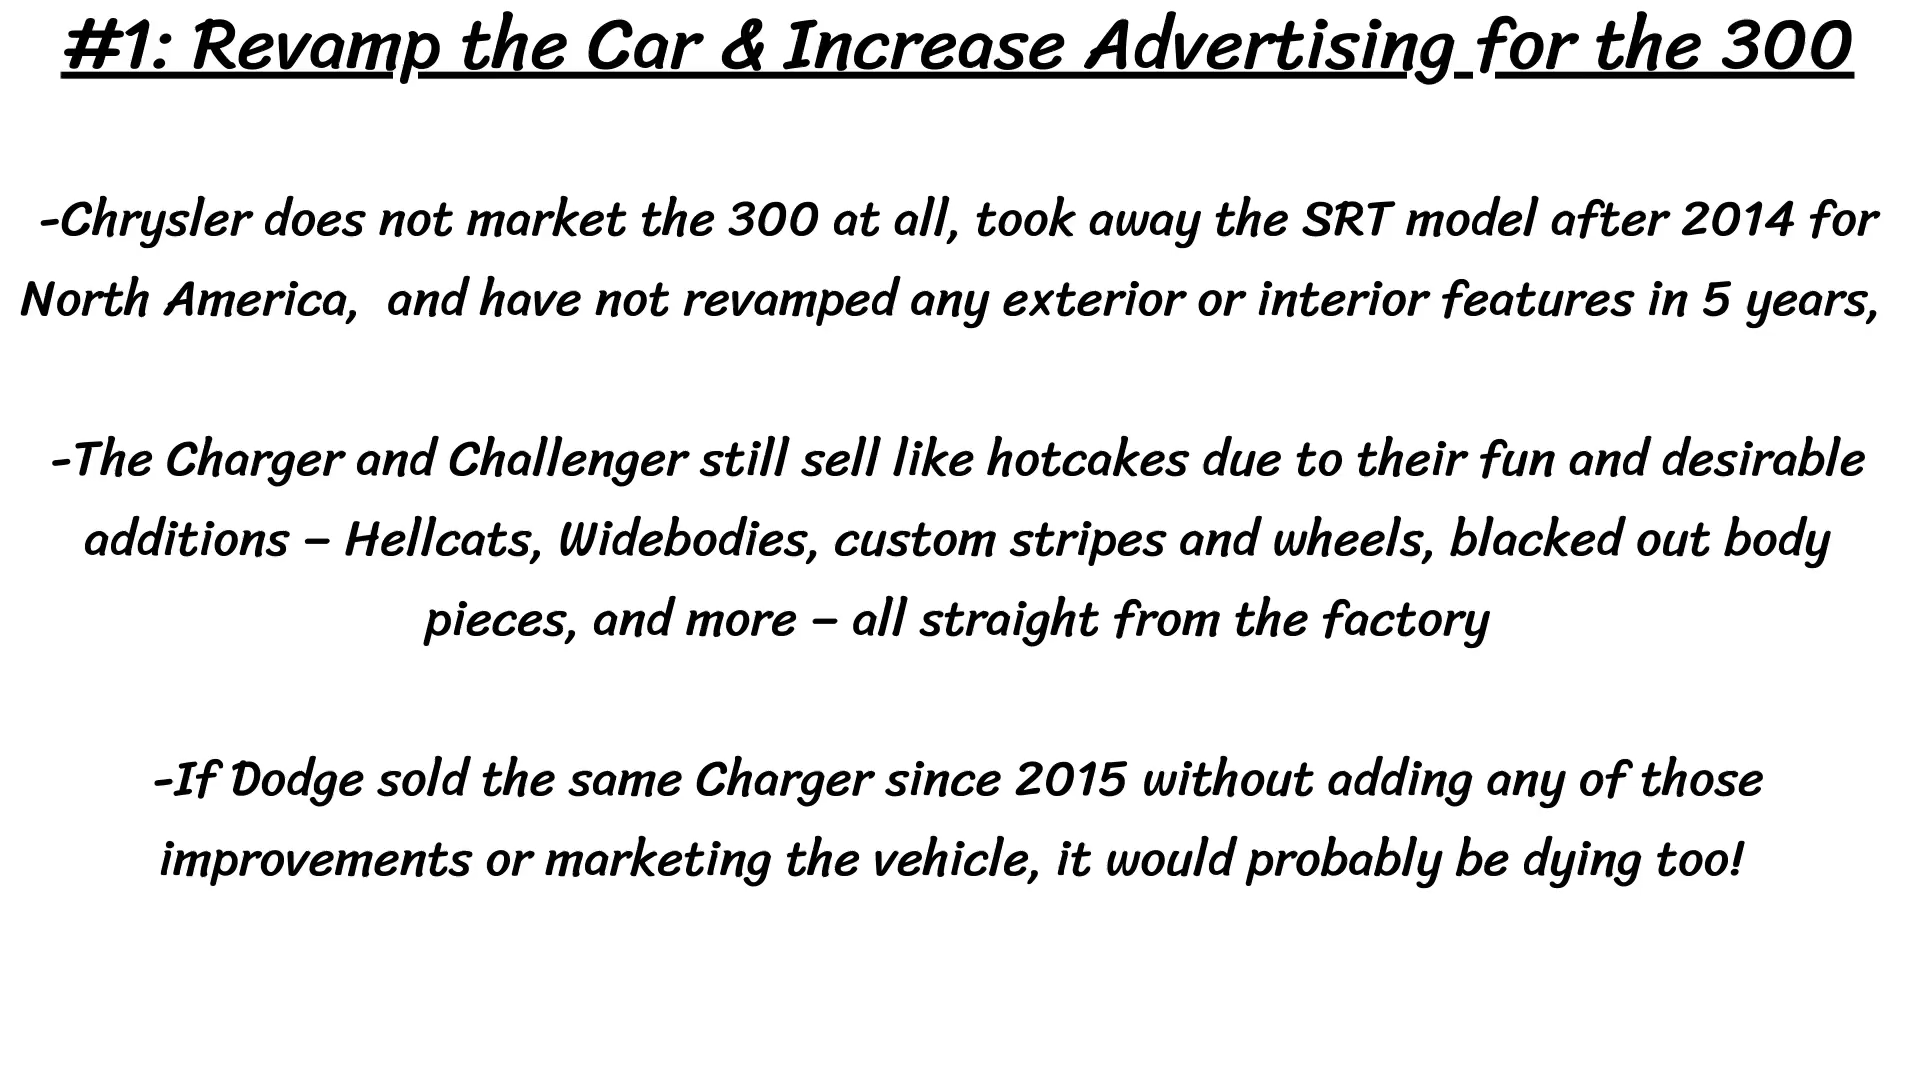 #1: Revamp the Car & Increase Advertising for the 300
-Chrysler does not market the 300 at all, took away the SRT model after 2014 for
North America,  and have not revamped any exterior or interior features in 5 years,
-The Charger and Challenger still sell like hotcakes due to their fun and desirable
additions – Hellcats, Widebodies, custom stripes and wheels, blacked out body
pieces, and more – all straight from the factory
-If Dodge sold the same Charger since 2015 without adding any of those
improvements or marketing the vehicle, it would probably be dying too!